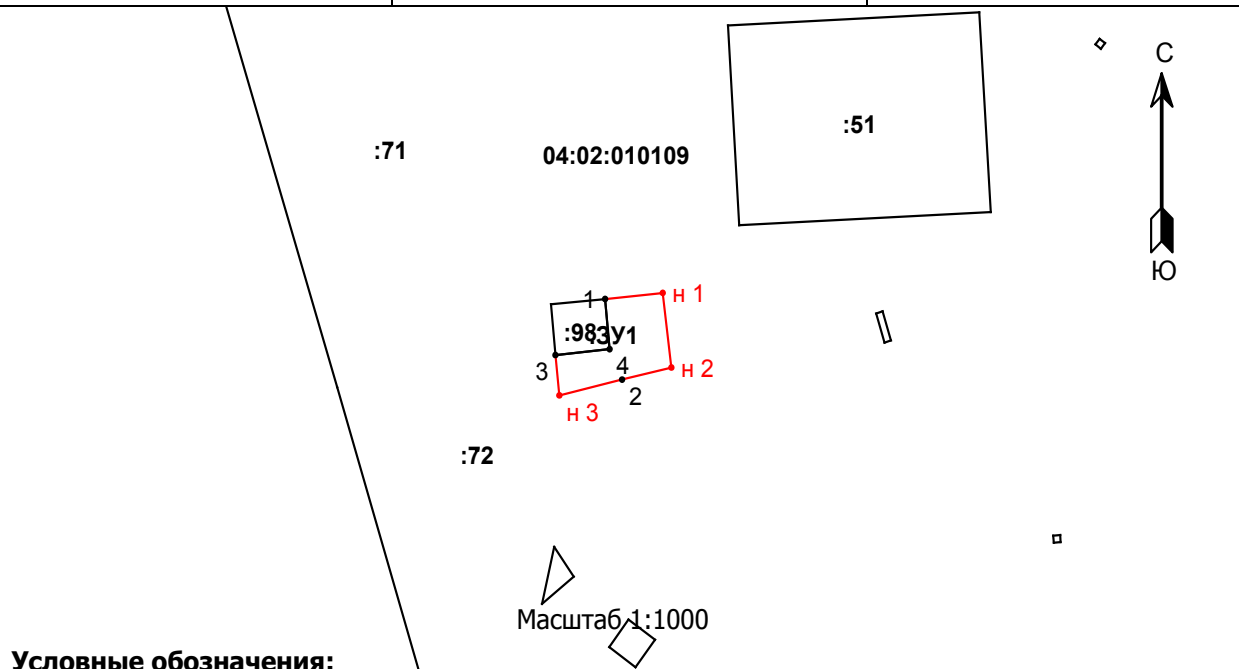 С
:51
:71
04:02:010109
Ю
1
н 1
:98
:ЗУ1
3
4
н 2
2
н 3
:72
Масштаб 1:1000
Условные обозначения: